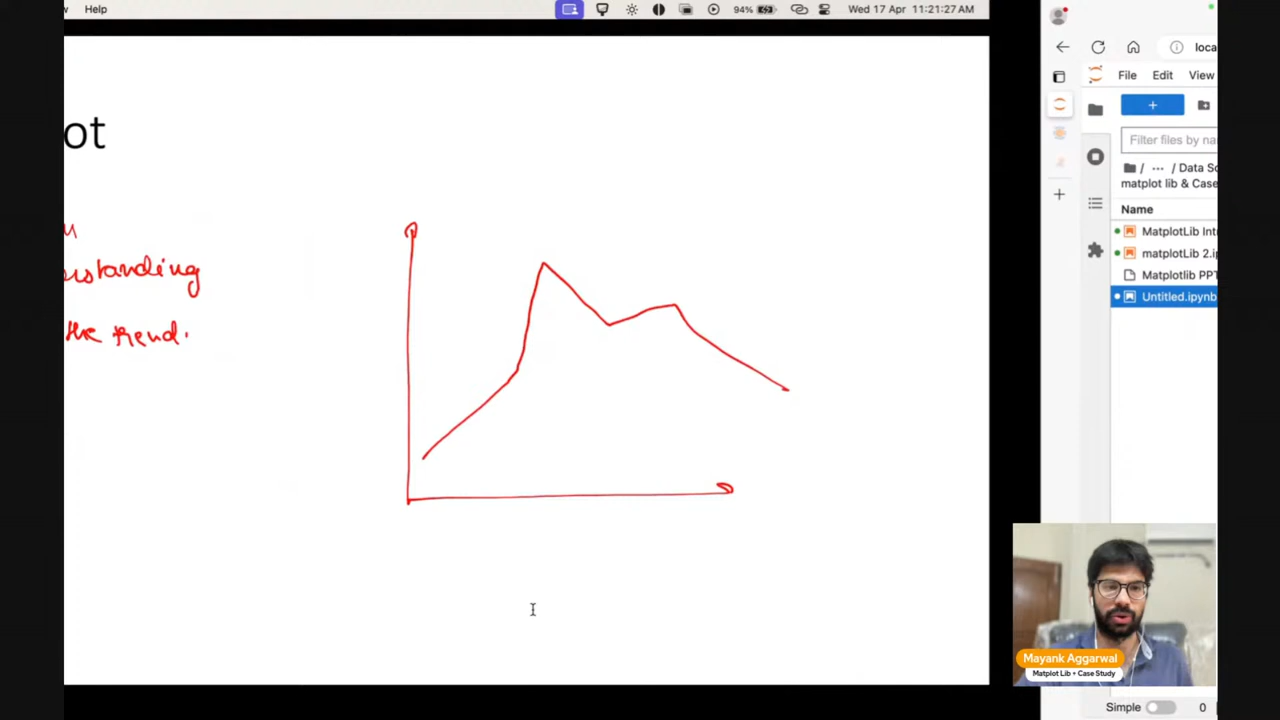 Help
94%
Wed 17 Apr 11:21:27 AM
loca
File Edit View
ot
Filter files by na
/ ··· / Data Sc
matplot lib & Case
Name
MatplotLib Intr
matplotLib 2.ip
Matplotlib PPT
Untitled.ipynb
the trend.
Mayank Aggarwal
Matplot Lib + Case Study
Simple 0